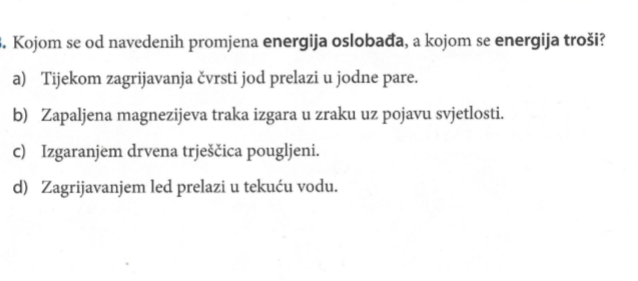 . Kojom se od navedenih promjena energija oslobađa, a kojom se energija troši?
a) Tijekom zagrijavanja čvrsti jod prelazi u jodne pare.
b) Zapaljena magnezijeva traka izgara u zraku uz pojavu svjetlosti.
c) Izgaranjem drvena trješčica pougljeni.
d) Zagrijavanjem led prelazi u tekuću vodu.